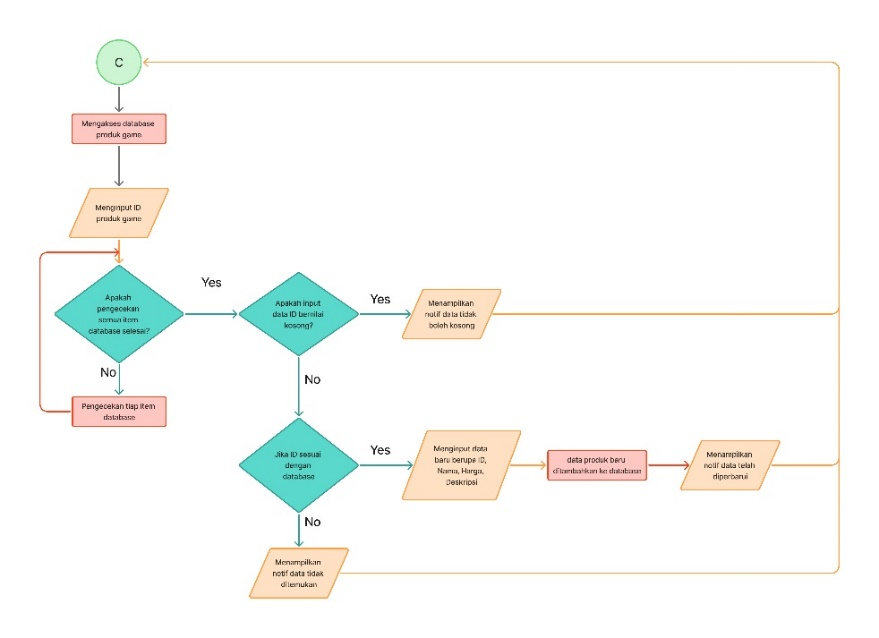 C
Mengakses database
produk game
Menginput ID
produk game
Apakah
pengecekan
semua item
database selesai?
Yes
Apakah input
data ID bernilai
kosong?
Yes
Menampilkan
notif data tidak
boleh kosong
No
Pengecekan tiap item
database
No
Jika ID sesuai
dengan
database
Yes
Menginput data
baru berupa ID,
Nama, Harga,
Deskripsi
data produk baru
ditambahkan ke database
Menampilkan
notif data telah
diperbarui
No
Menampilkan
notif data tidak
ditemukan